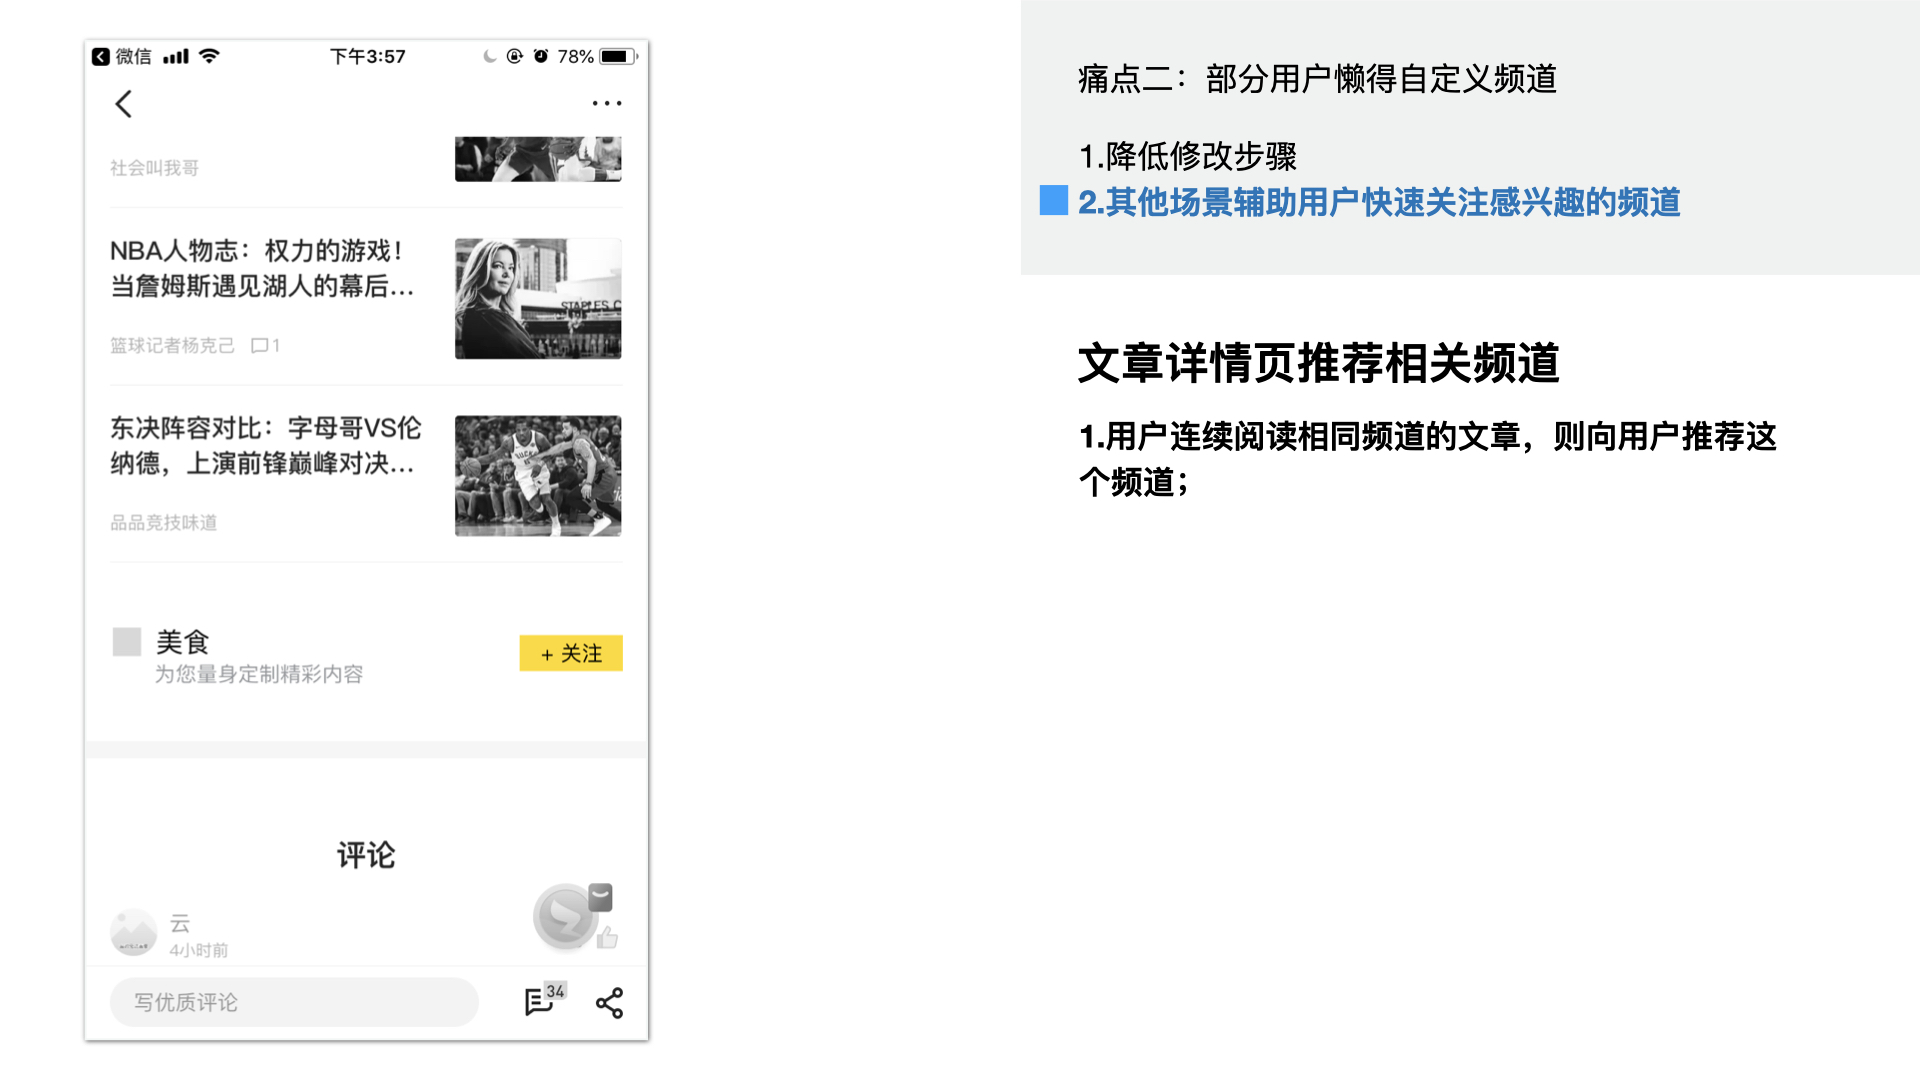 微信
下午3:57
78%
社会叫我哥
NBA人物志：权力的游戏！
当詹姆斯遇见湖人的幕后...
篮球记者杨克己 1
STAPLES C
东决阵容对比：字母哥VS伦
纳德，上演前锋巅峰对决...
品品竞技味道
美食
为您量身定制精彩内容
+ 关注
评论
云
4小时前
写优质评论
34
痛点二：部分用户懒得自定义频道
1.降低修改步骤
2.其他场景辅助用户快速关注感兴趣的频道
文章详情页推荐相关频道
1.用户连续阅读相同频道的文章，则向用户推荐这
个频道；